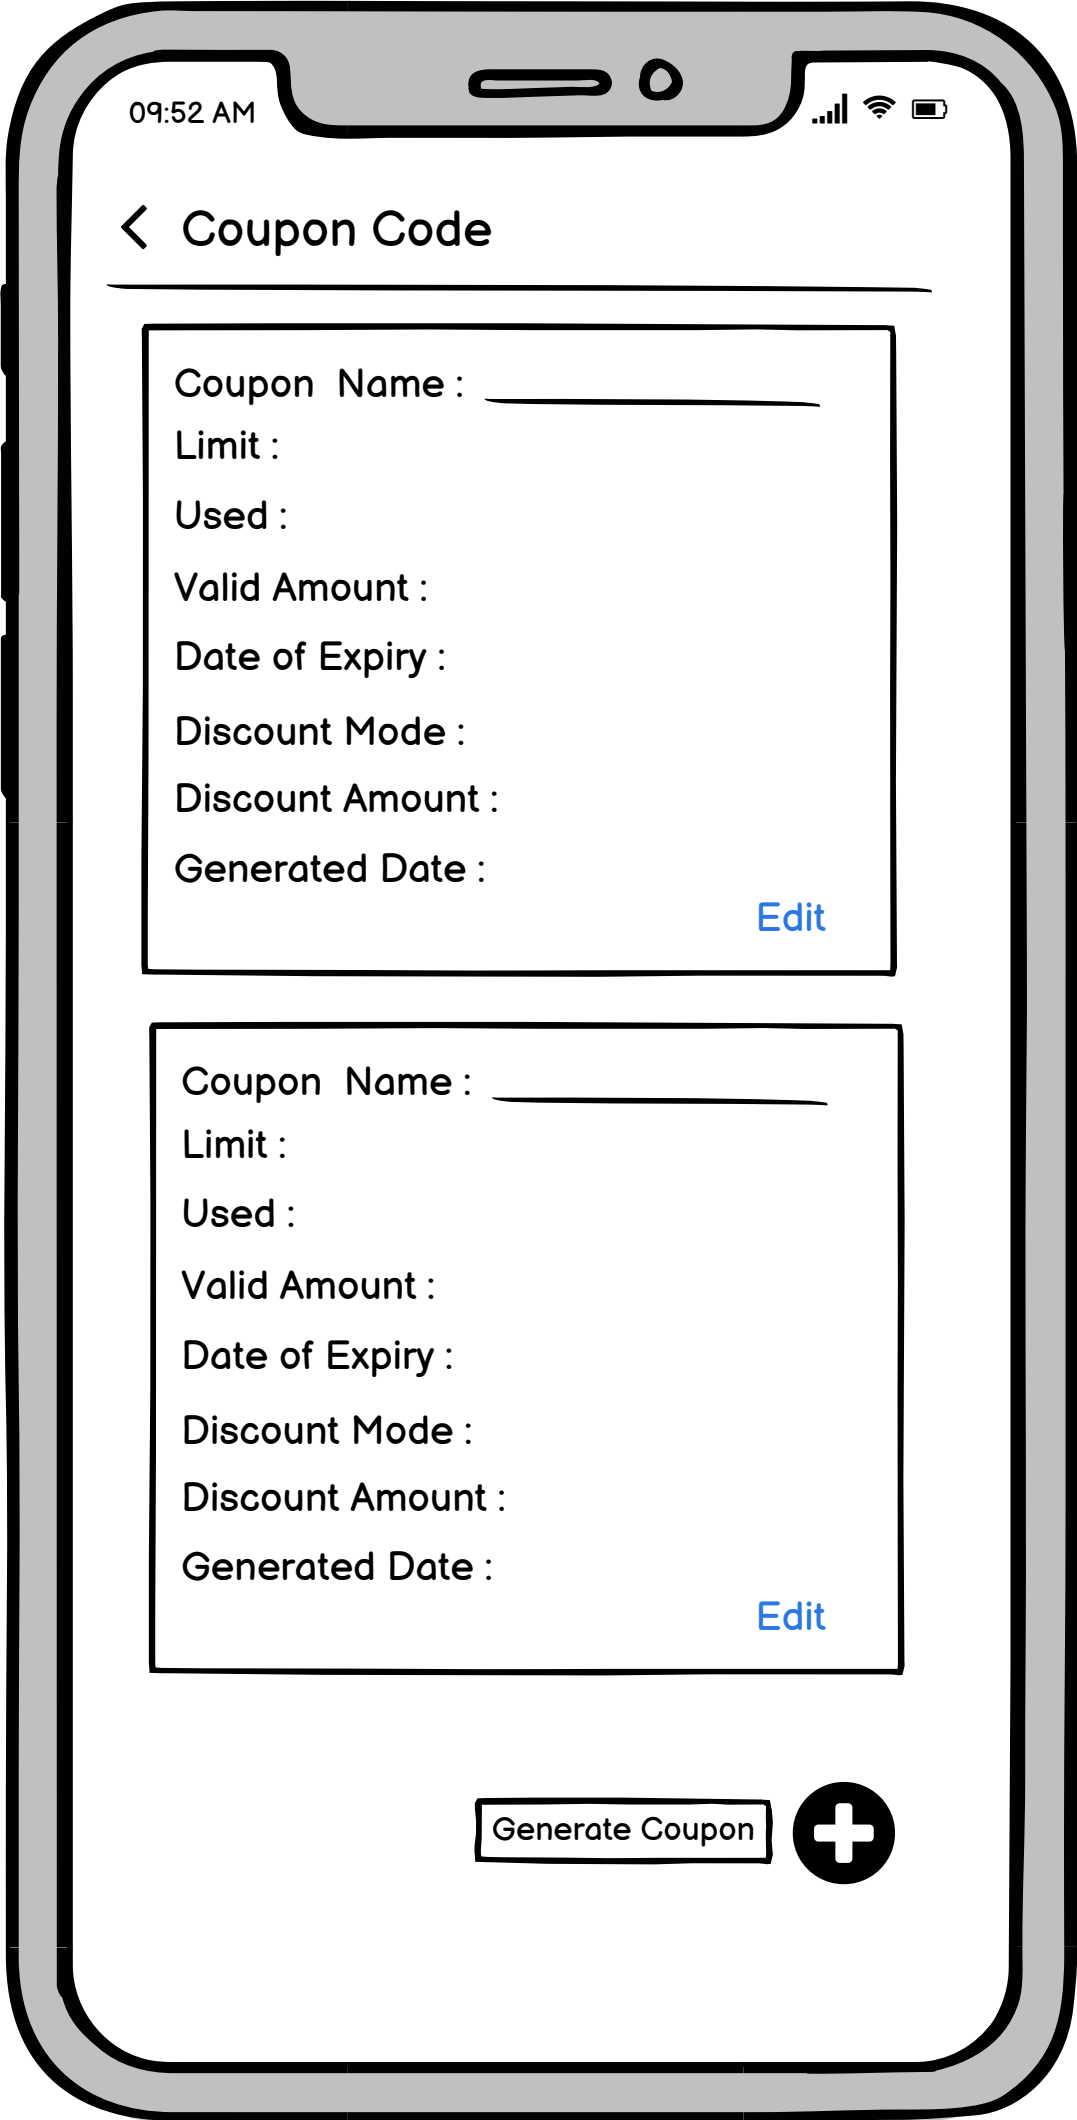 09:52 AM
Coupon Code
Coupon Name :
Limit :
Used :
Valid Amount :
Date of Expiry :
Discount Mode :
Discount Amount :
Generated Date :
Edit
Coupon Name :
Limit :
Used :
Valid Amount :
Date of Expiry :
Discount Mode :
Discount Amount :
Generated Date :
Edit
Generate Coupon